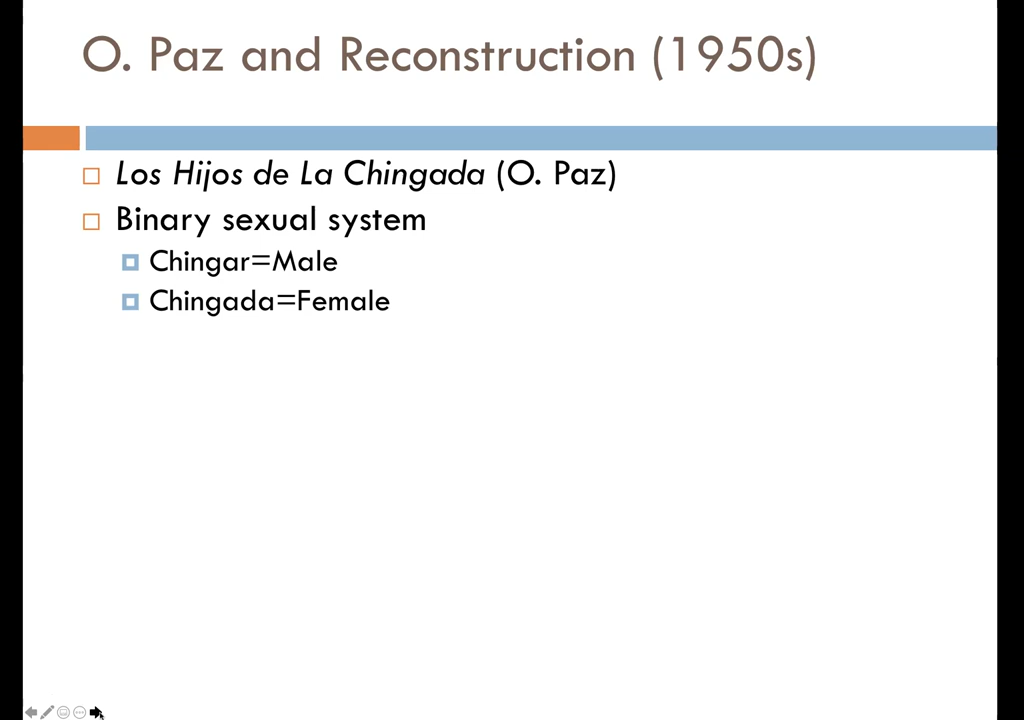 O. Paz and Reconstruction (1950s)
Los Hijos de La Chingada (O. Paz)
Binary sexual system
Chingar=Male
Chingada=Female